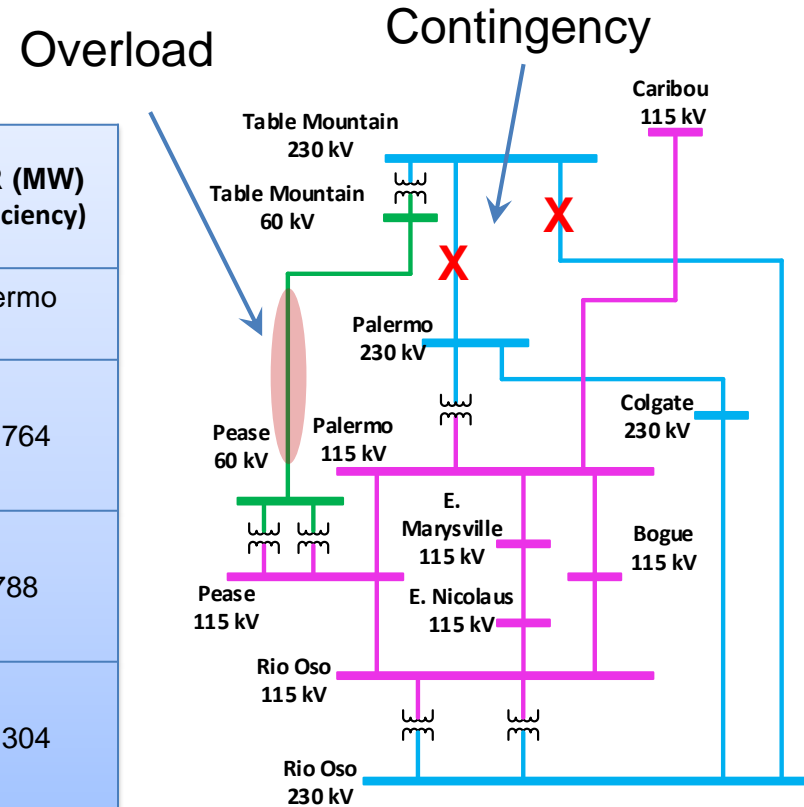 Overload
Contingency
R (MW)
ciency)
ermo
764
788
304
Caribou
115 kV
Table Mountain
230 kV
Table Mountain
60 kV
X
X
Palermo
230 kV
Colgate
230 kV
Pease
60 kV
Palermo
115 kV
E.
Marysville
115 kV
Bogue
115 kV
Pease
115 kV
E. Nicolaus
115 kV
Rio Oso
115 kV
Rio Oso
230 kV